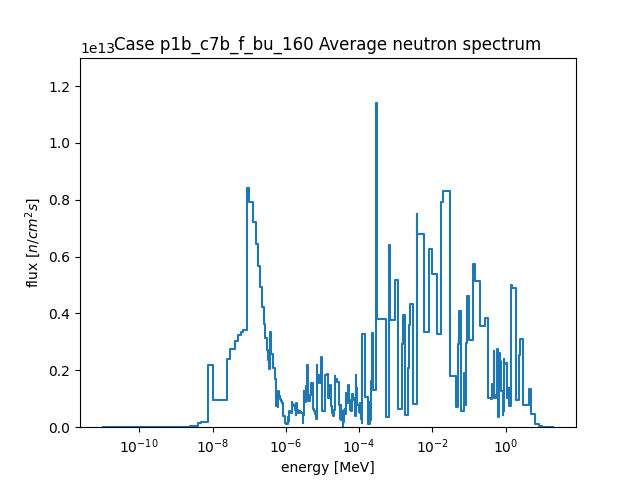 1e13 Case p1b_c7b_f_bu_160 Average neutron spectrum
1.2
1.0
0.8
0.6
0.4
0.2
0.0
flux [n/cm²s]
10⁻¹⁰ 10⁻⁸ 10⁻⁶ 10⁻⁴ 10⁻² 10⁰
energy [MeV]